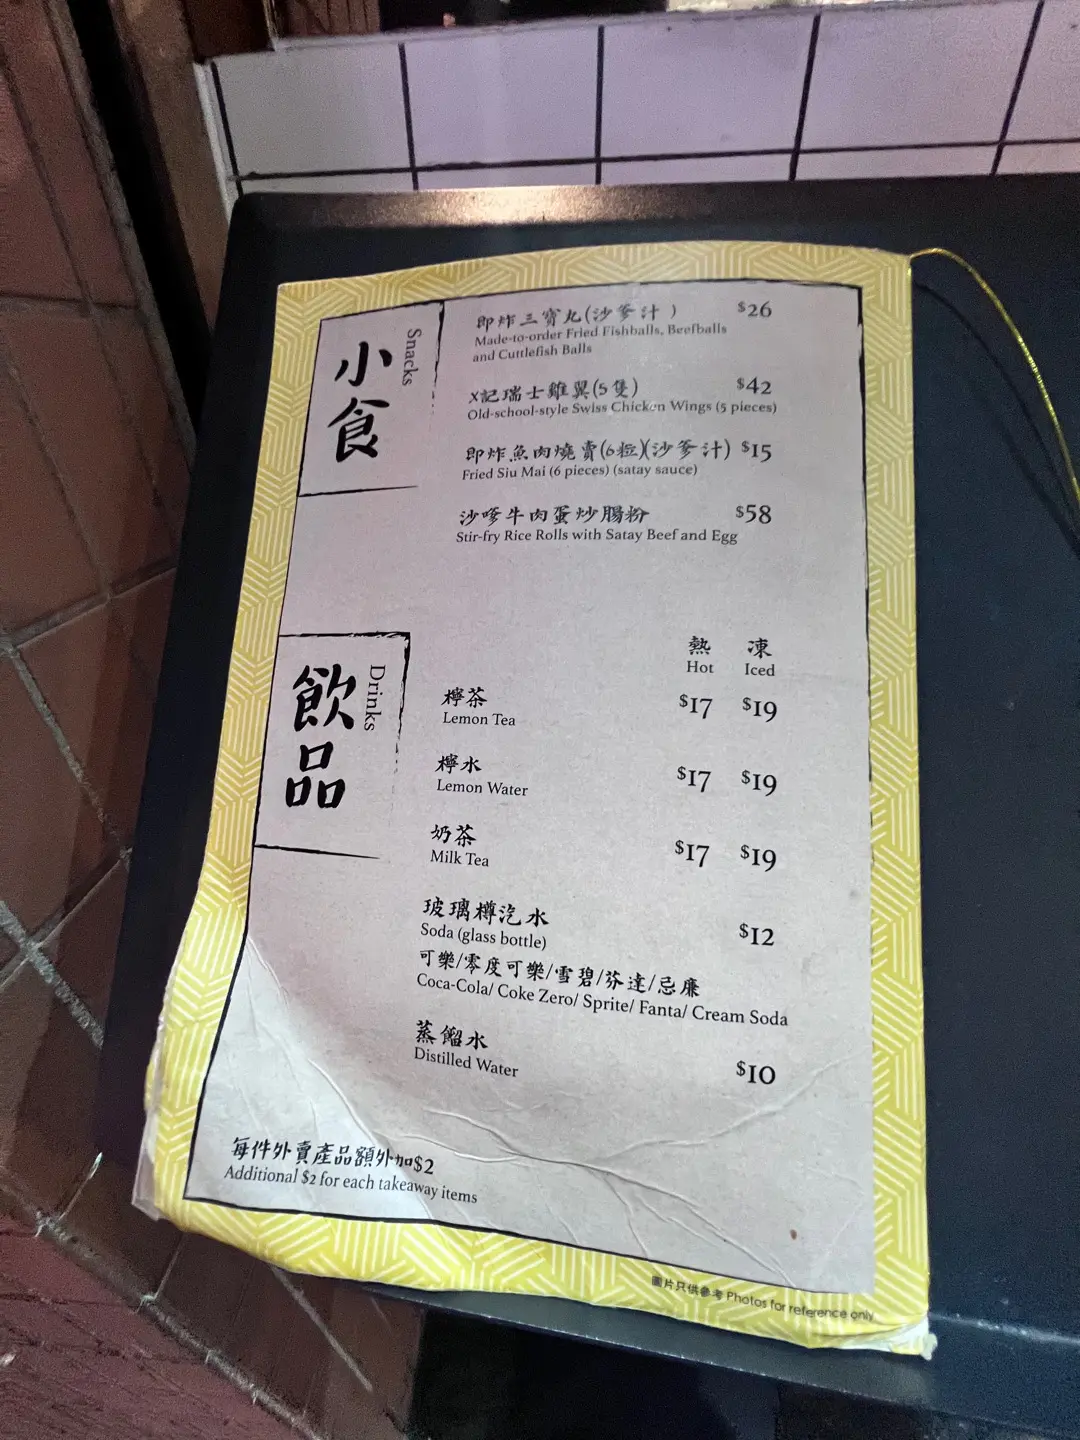 小食
Snacks
即炸三寶丸(沙爹汁) $26
Made-to-order Fried Fishballs, Beefballs
and Cuttlefish Balls
X記瑞士雞翼(5隻) $42
Old-school-style Swiss Chicken Wings (5 pieces)
即炸魚肉燒賣(6粒)(沙爹汁) $15
Fried Siu Mai (6 pieces) (satay sauce)
沙嗲牛肉蛋炒腸粉 $58
Stir-fry Rice Rolls with Satay Beef and Egg
飲品
Drinks
熱 凍
Hot Iced
檸茶
Lemon Tea $17 $19
檸水
Lemon Water $17 $19
奶茶
Milk Tea $17 $19
玻璃樽汽水
Soda (glass bottle) $12
可樂/零度可樂/雪碧/芬達/忌廉
Coca-Cola/ Coke Zero/ Sprite/ Fanta/ Cream Soda
蒸餾水
Distilled Water $10
每件外賣產品額外加$2
Additional $2 for each takeaway items
圖片只供參考 Photos for reference only